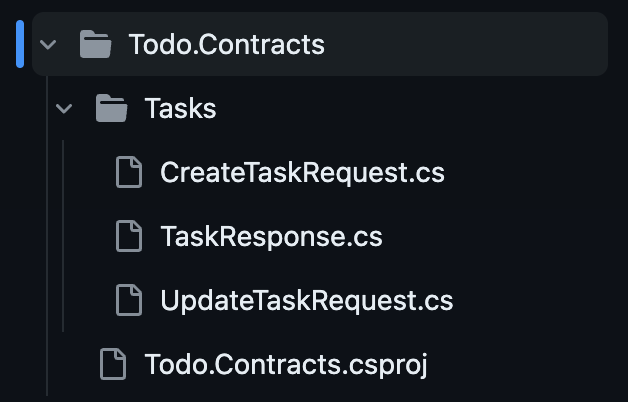 Todo.Contracts
Tasks
CreateTaskRequest.cs
TaskResponse.cs
UpdateTaskRequest.cs
Todo.Contracts.csproj